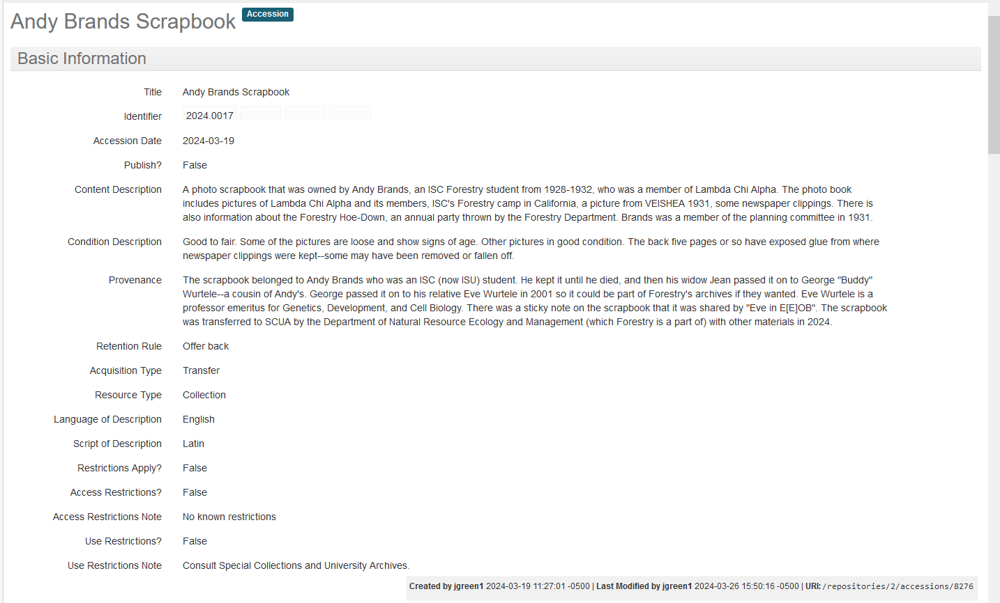 Andy Brands Scrapbook Accession
Basic Information
Title Andy Brands Scrapbook
Identifier 2024.0017
Accession Date 2024-03-19
Publish? False
Content Description A photo scrapbook that was owned by Andy Brands, an ISC Forestry student from 1928-1932, who was a member of Lambda Chi Alpha. The photo book
includes pictures of Lambda Chi Alpha and its members, ISC's Forestry camp in California, a picture from VEISHEA 1931, some newspaper clippings. There is
also information about the Forestry Hoe-Down, an annual party thrown by the Forestry Department. Brands was a member of the planning committee in 1931.
Condition Description Good to fair. Some of the pictures are loose and show signs of age. Other pictures in good condition. The back five pages or so have exposed glue from where
newspaper clippings were kept--some may have been removed or fallen off.
Provenance The scrapbook belonged to Andy Brands who was an ISC (now ISU) student. He kept it until he died, and then his widow Jean passed it on to George "Buddy"
Wurtele--a cousin of Andy's. George passed it on to his relative Eve Wurtele in 2001 so it could be part of Forestry's archives if they wanted. Eve Wurtele is a
professor emeritus for Genetics, Development, and Cell Biology. There was a sticky note on the scrapbook that it was shared by "Eve in E[E]OB". The scrapbook
was transferred to SCUA by the Department of Natural Resource Ecology and Management (which Forestry is a part of) with other materials in 2024.
Retention Rule Offer back
Acquisition Type Transfer
Resource Type Collection
Language of Description English
Script of Description Latin
Restrictions Apply? False
Access Restrictions? False
Access Restrictions Note No known restrictions
Use Restrictions? False
Use Restrictions Note Consult Special Collections and University Archives.
Created by jgreen1 2024-03-19 11:27:01 -0500 | Last Modified by jgreen1 2024-03-26 15:50:16 -0500 | URI: /repositories/2/accessions/8276